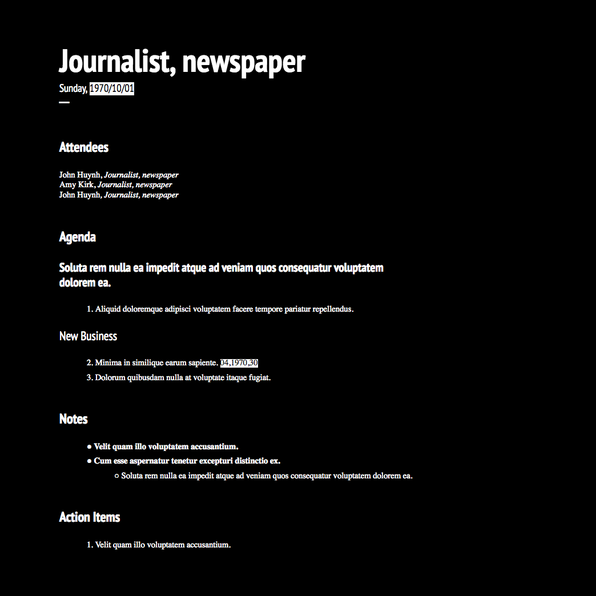 Journalist, newspaper
Sunday, 1970/10/01
Attendees
John Huynh, Journalist, newspaper
Amy Kirk, Journalist, newspaper
John Huynh, Journalist, newspaper
Agenda
Soluta rem nulla ea impedit atque ad veniam quos consequatur voluptatem
dolorem ea.
1. Aliquid doloremque adipisci voluptatem facere tempore pariatur repellendus.
New Business
2. Minima in similique earum sapiente. 04.1970.30
3. Dolorum quibusdam nulla at voluptate itaque fugiat.
Notes
● Velit quam illo voluptatem accusantium.
● Cum esse aspernatur tenetur excepturi distinctio ex.
○ Soluta rem nulla ea impedit atque ad veniam quos consequatur voluptatem dolorem ea.
Action Items
1. Velit quam illo voluptatem accusantium.